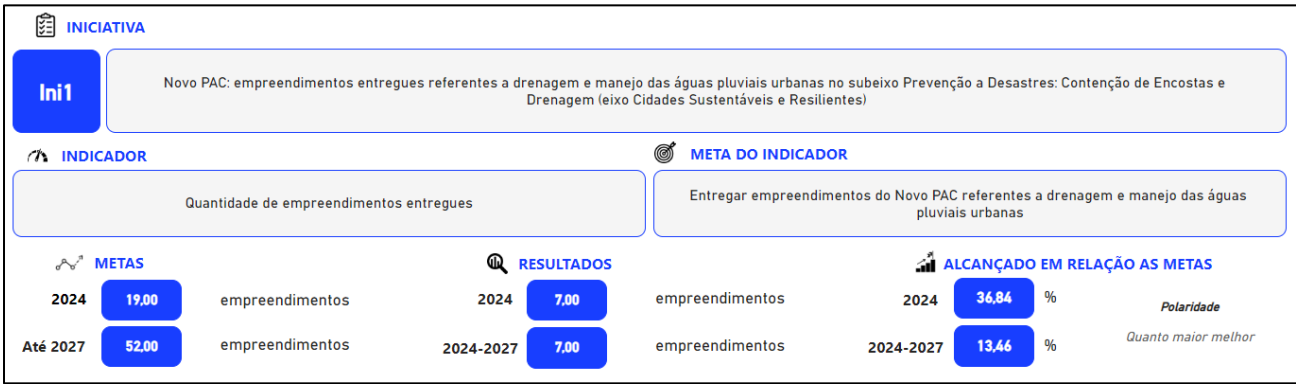 INICIATIVA
Ini1
Novo PAC: empreendimentos entregues referentes a drenagem e manejo das águas pluviais urbanas no subeixo Prevenção a Desastres: Contenção de Encostas e
Drenagem (eixo Cidades Sustentáveis e Resilientes)
INDICADOR
META DO INDICADOR
Quantidade de empreendimentos entregues
Entregar empreendimentos do Novo PAC referentes a drenagem e manejo das águas
pluviais urbanas
METAS
RESULTADOS
ALCANÇADO EM RELAÇÃO AS METAS
2024 19,00 empreendimentos 2024 7,00 empreendimentos 2024 36,84 % Polaridade
Até 2027 52,00 empreendimentos 2024-2027 7,00 empreendimentos 2024-2027 13,46 % Quanto maior melhor